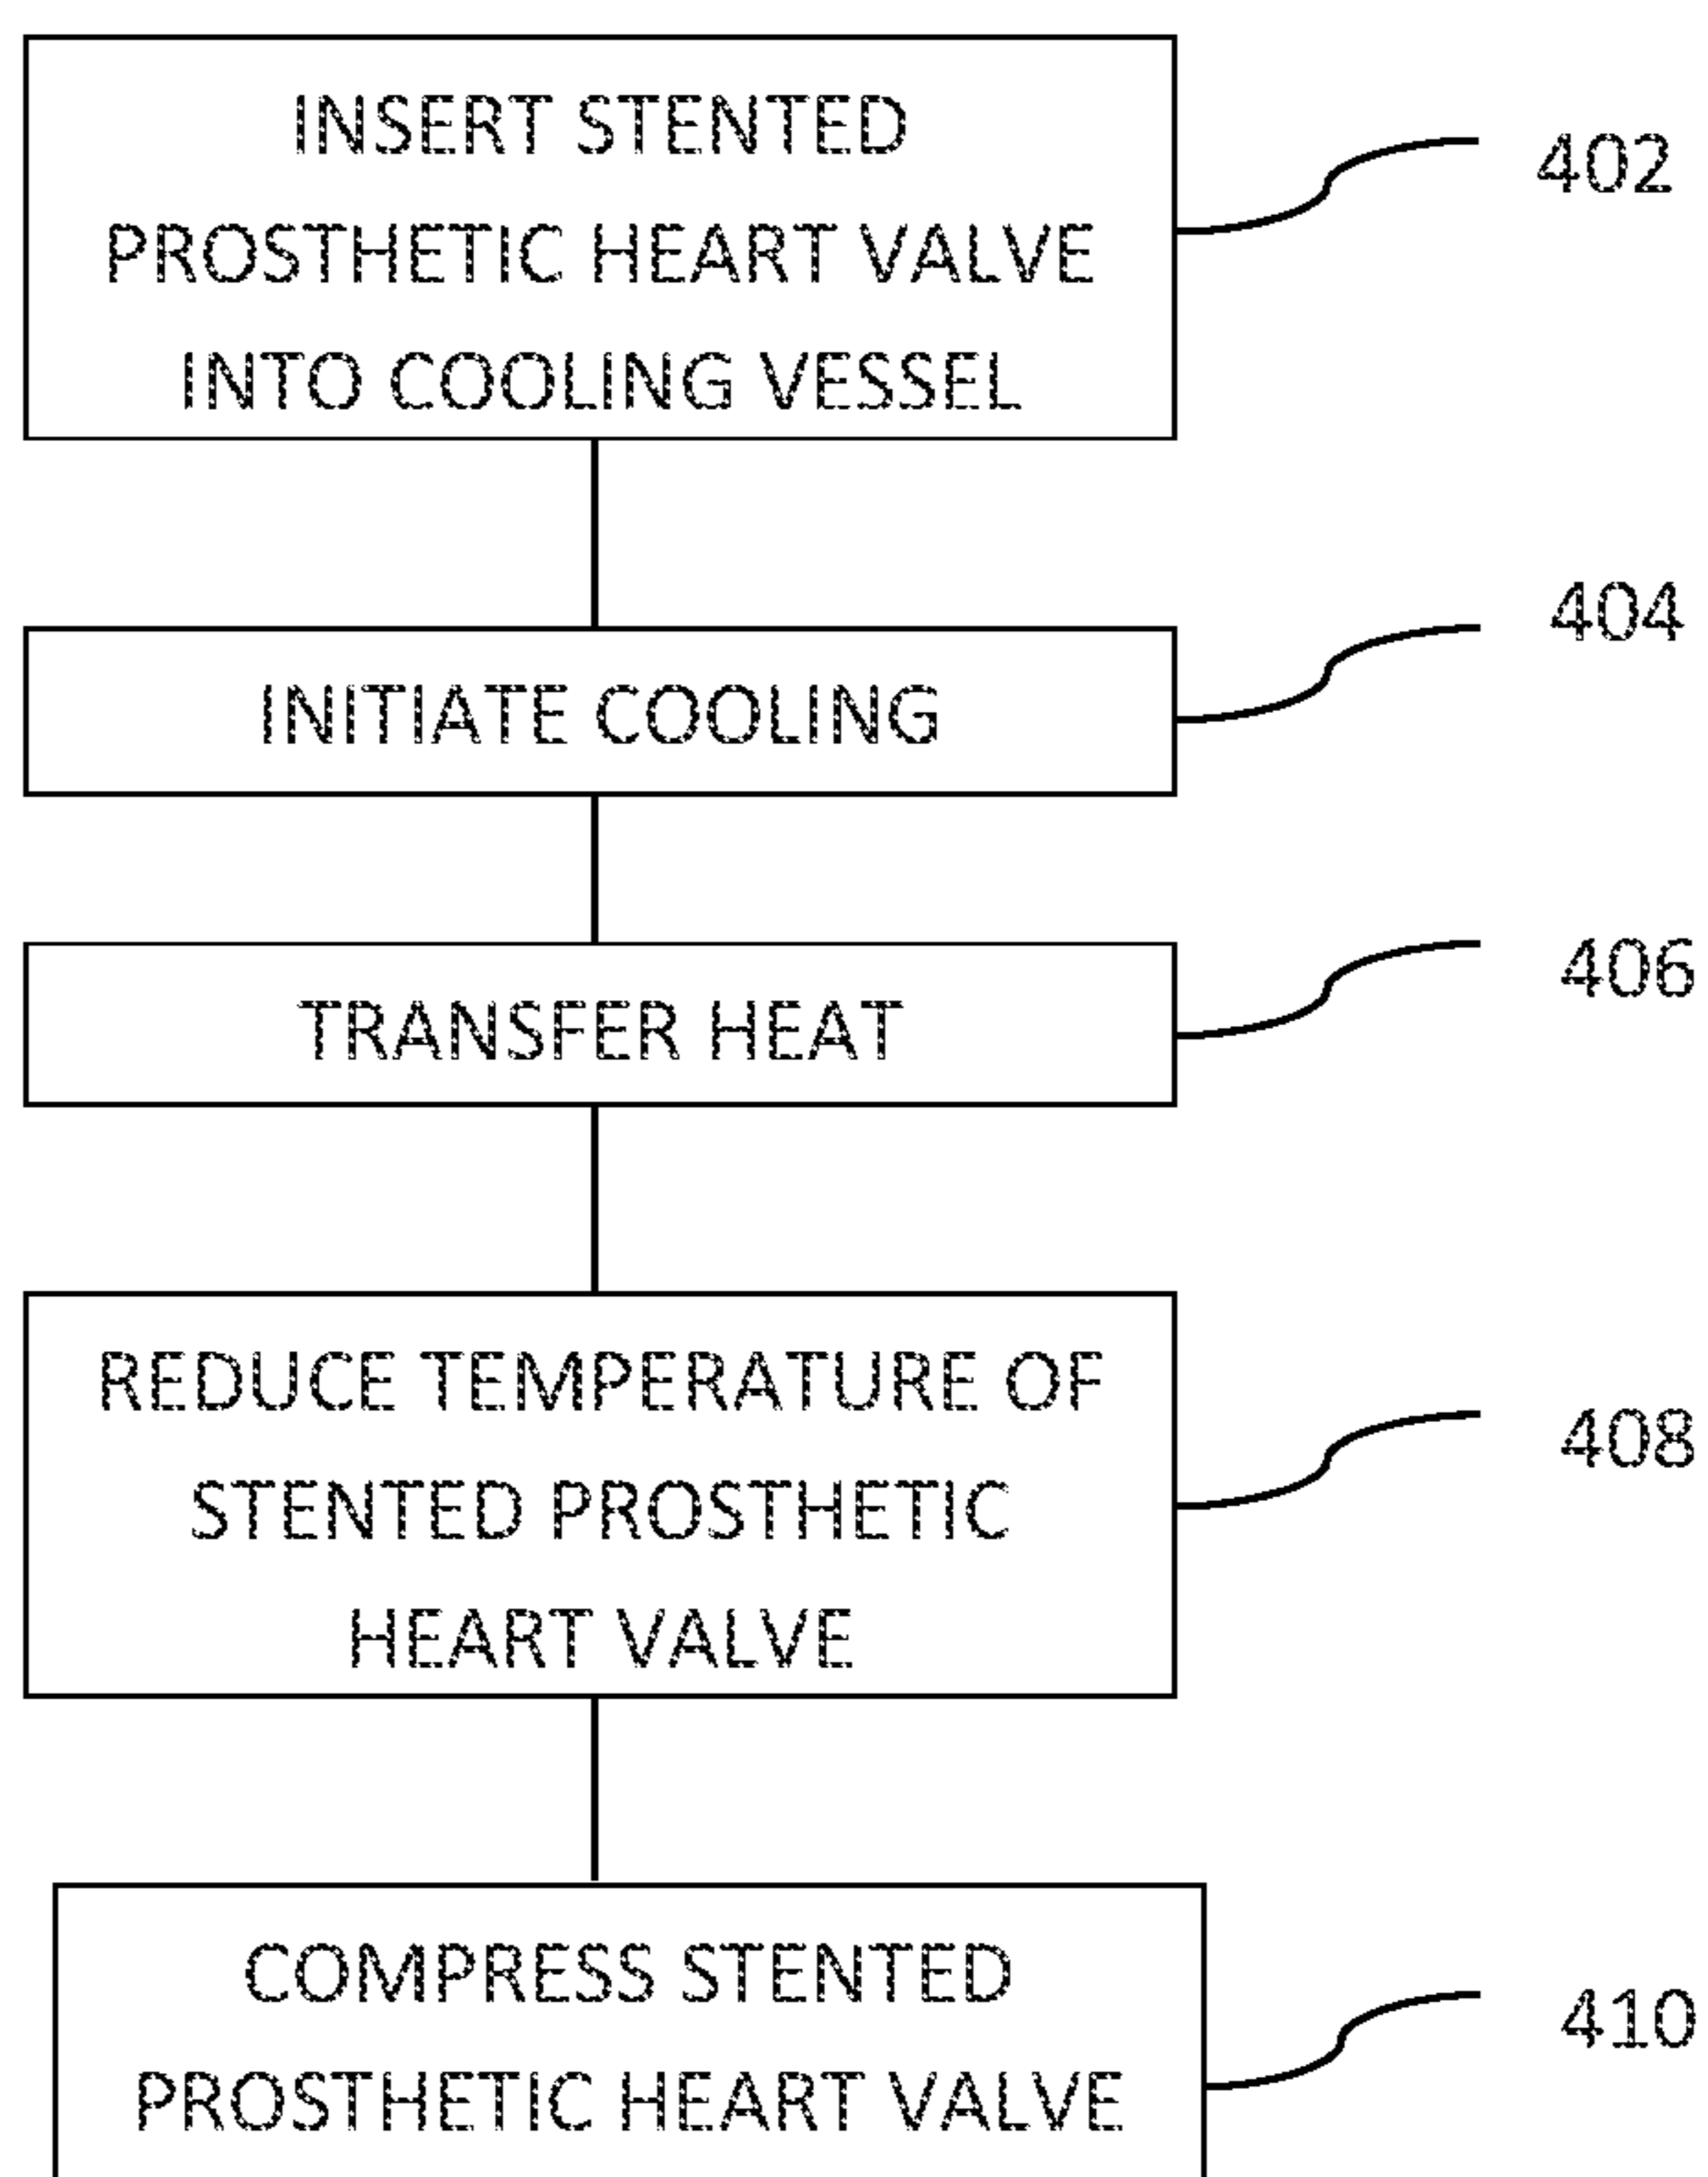 INSERT STENTED
PROSTHETIC HEART VALVE
INTO COOLING VESSEL
402
INITIATE COOLING
404
TRANSFER HEAT
406
REDUCE TEMPERATURE OF
STENTED PROSTHETIC
HEART VALVE
408
COMPRESS STENTED
PROSTHETIC HEART VALVE
410